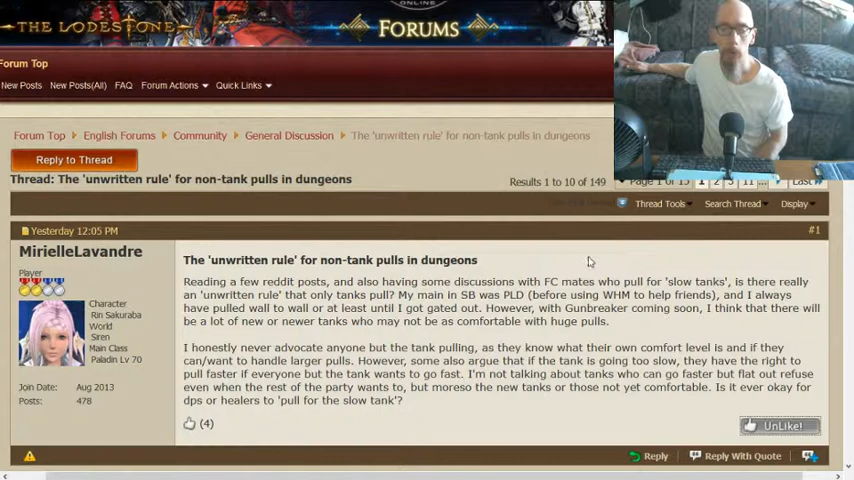 ONLINE
THE LODESTONE
FORUMS
Forum Top
New Posts New Posts(All) FAQ Forum Actions Quick Links
Forum Top English Forums Community General Discussion The 'unwritten rule' for non-tank pulls in dungeons
Reply to Thread
Thread: The 'unwritten rule' for non-tank pulls in dungeons
Results 1 to 10 of 149
Page 1 of 15 1 2 3 11 ... Last
Thread Tools Search Thread Display
Yesterday 12:05 PM
#1
MirielleLavandre
Player
Character
Rin Sakuraba
World
Siren
Main Class
Paladin Lv 70
Join Date: Aug 2013
Posts: 478
The 'unwritten rule' for non-tank pulls in dungeons
Reading a few reddit posts, and also having some discussions with FC mates who pull for 'slow tanks', is there really
an 'unwritten rule' that only tanks pull? My main in SB was PLD (before using WHM to help friends), and I always
have pulled wall to wall or at least until I got gated out. However, with Gunbreaker coming soon, I think that there will
be a lot of new or newer tanks who may not be as comfortable with huge pulls.
I honestly never advocate anyone but the tank pulling, as they know what their own comfort level is and if they
can/want to handle larger pulls. However, some also argue that if the tank is going too slow, they have the right to
pull faster if everyone but the tank wants to go fast. I'm not talking about tanks who can go faster but flat out refuse
even when the rest of the party wants to, but moreso the new tanks or those not yet comfortable. Is it ever okay for
dps or healers to 'pull for the slow tank'?
(4)
UnLike!
Reply Reply With Quote